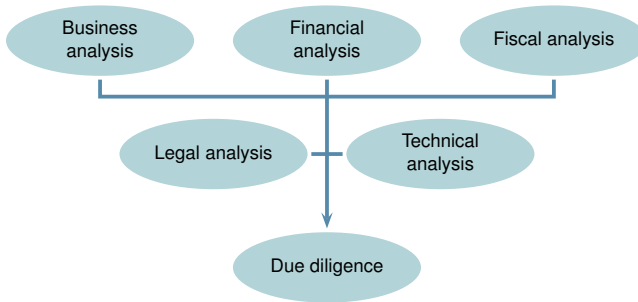 Business
analysis
Financial
analysis
Fiscal analysis
Legal analysis
Technical
analysis
Due diligence